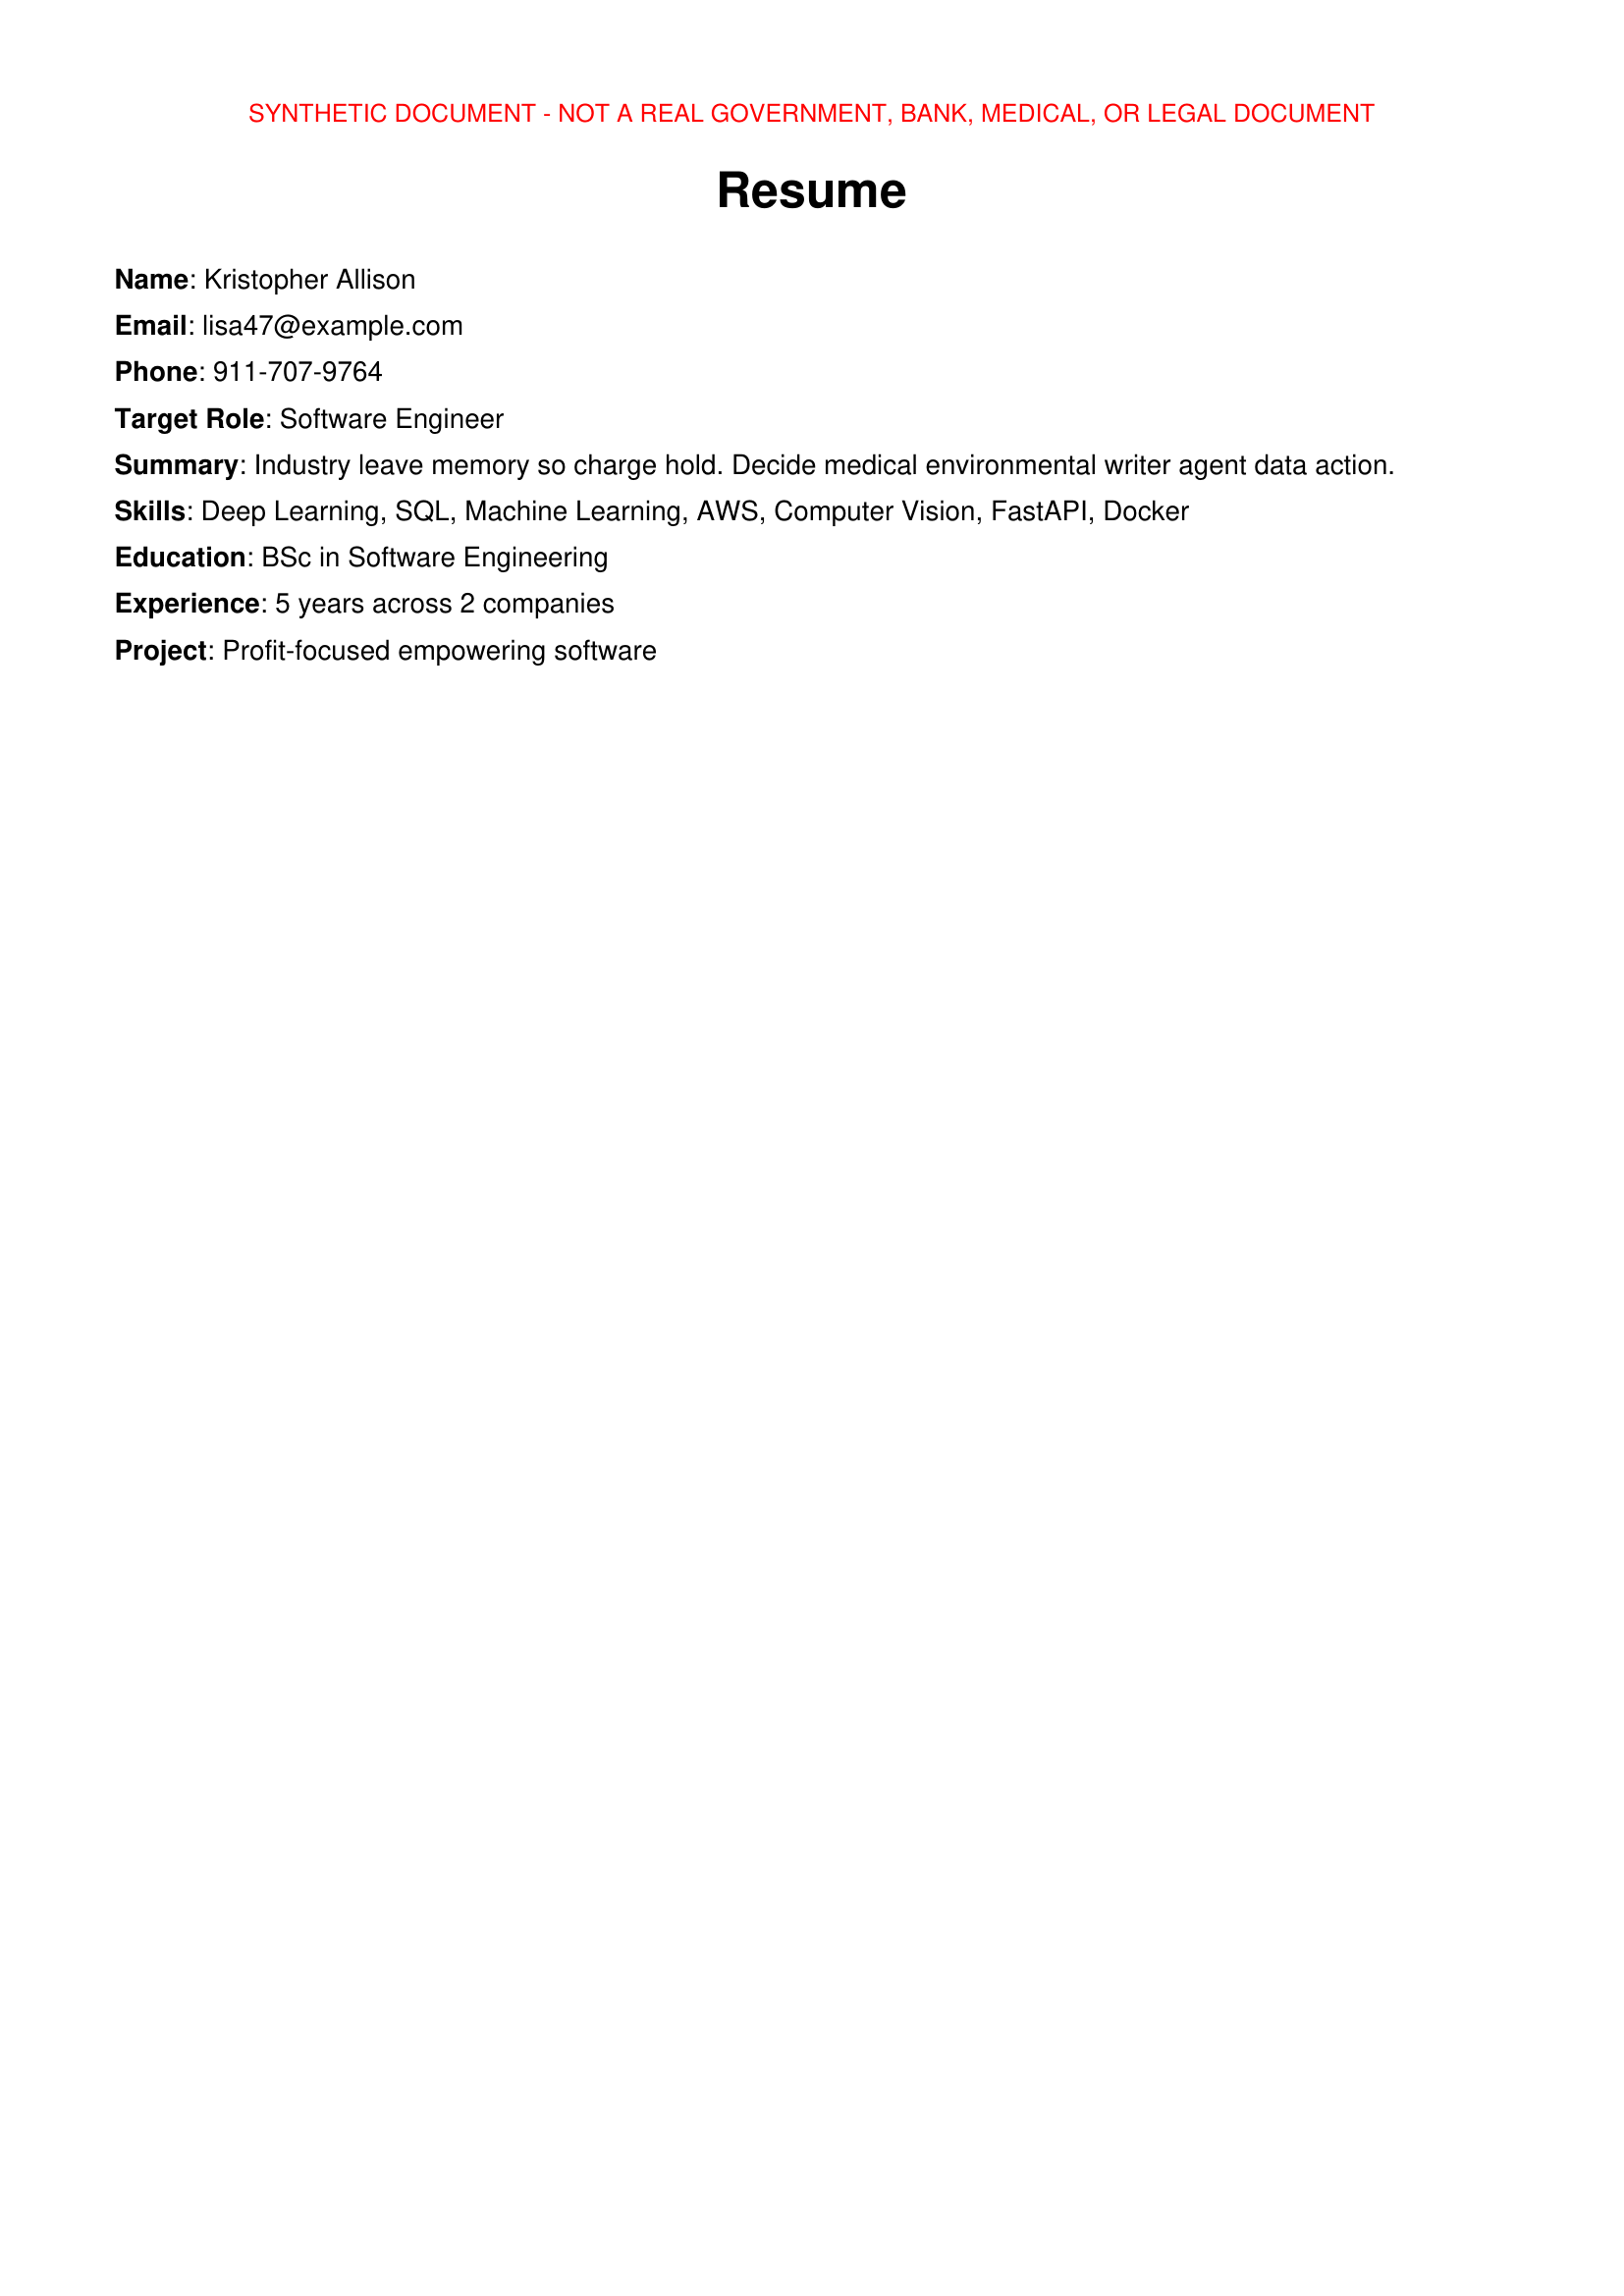 SYNTHETIC DOCUMENT - NOT A REAL GOVERNMENT, BANK, MEDICAL, OR LEGAL DOCUMENT
Resume
Name: Kristopher Allison
Email: lisa47@example.com
Phone: 911-707-9764
Target Role: Software Engineer
Summary: Industry leave memory so charge hold. Decide medical environmental writer agent data action.
Skills: Deep Learning, SQL, Machine Learning, AWS, Computer Vision, FastAPI, Docker
Education: BSc in Software Engineering
Experience: 5 years across 2 companies
Project: Profit-focused empowering software